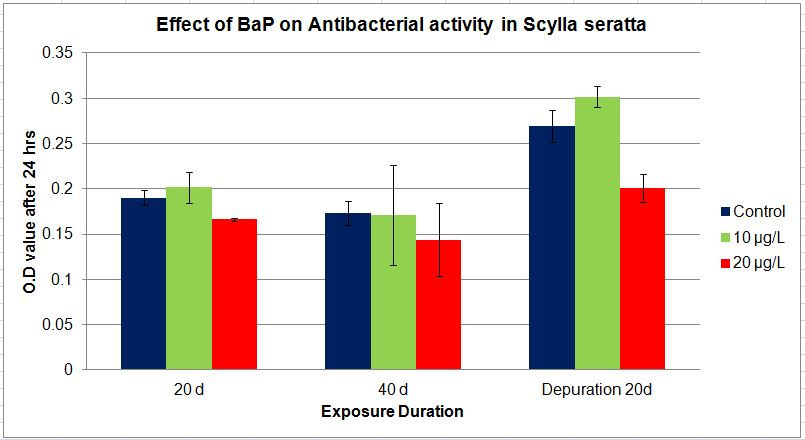 Effect of BaP on Antibacterial activity in Scylla seratta
0.35
0.3
0.25
0.2
0.15
0.1
0.05
0
O.D value after 24 hrs
20 d
40 d
Depuration 20d
Exposure Duration
Control
10 µg/L
20 µg/L